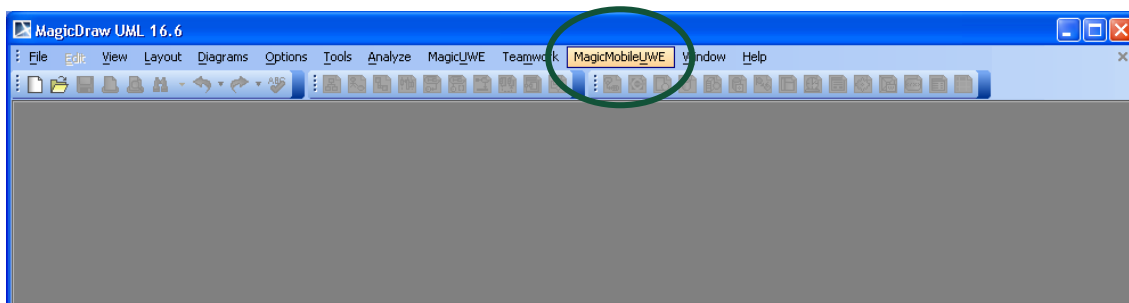 MagicDraw UML 16.6
File Edit View Layout Diagrams Options Tools Analyze MagicUWE Teamwork MagicMobileUWE Window Help